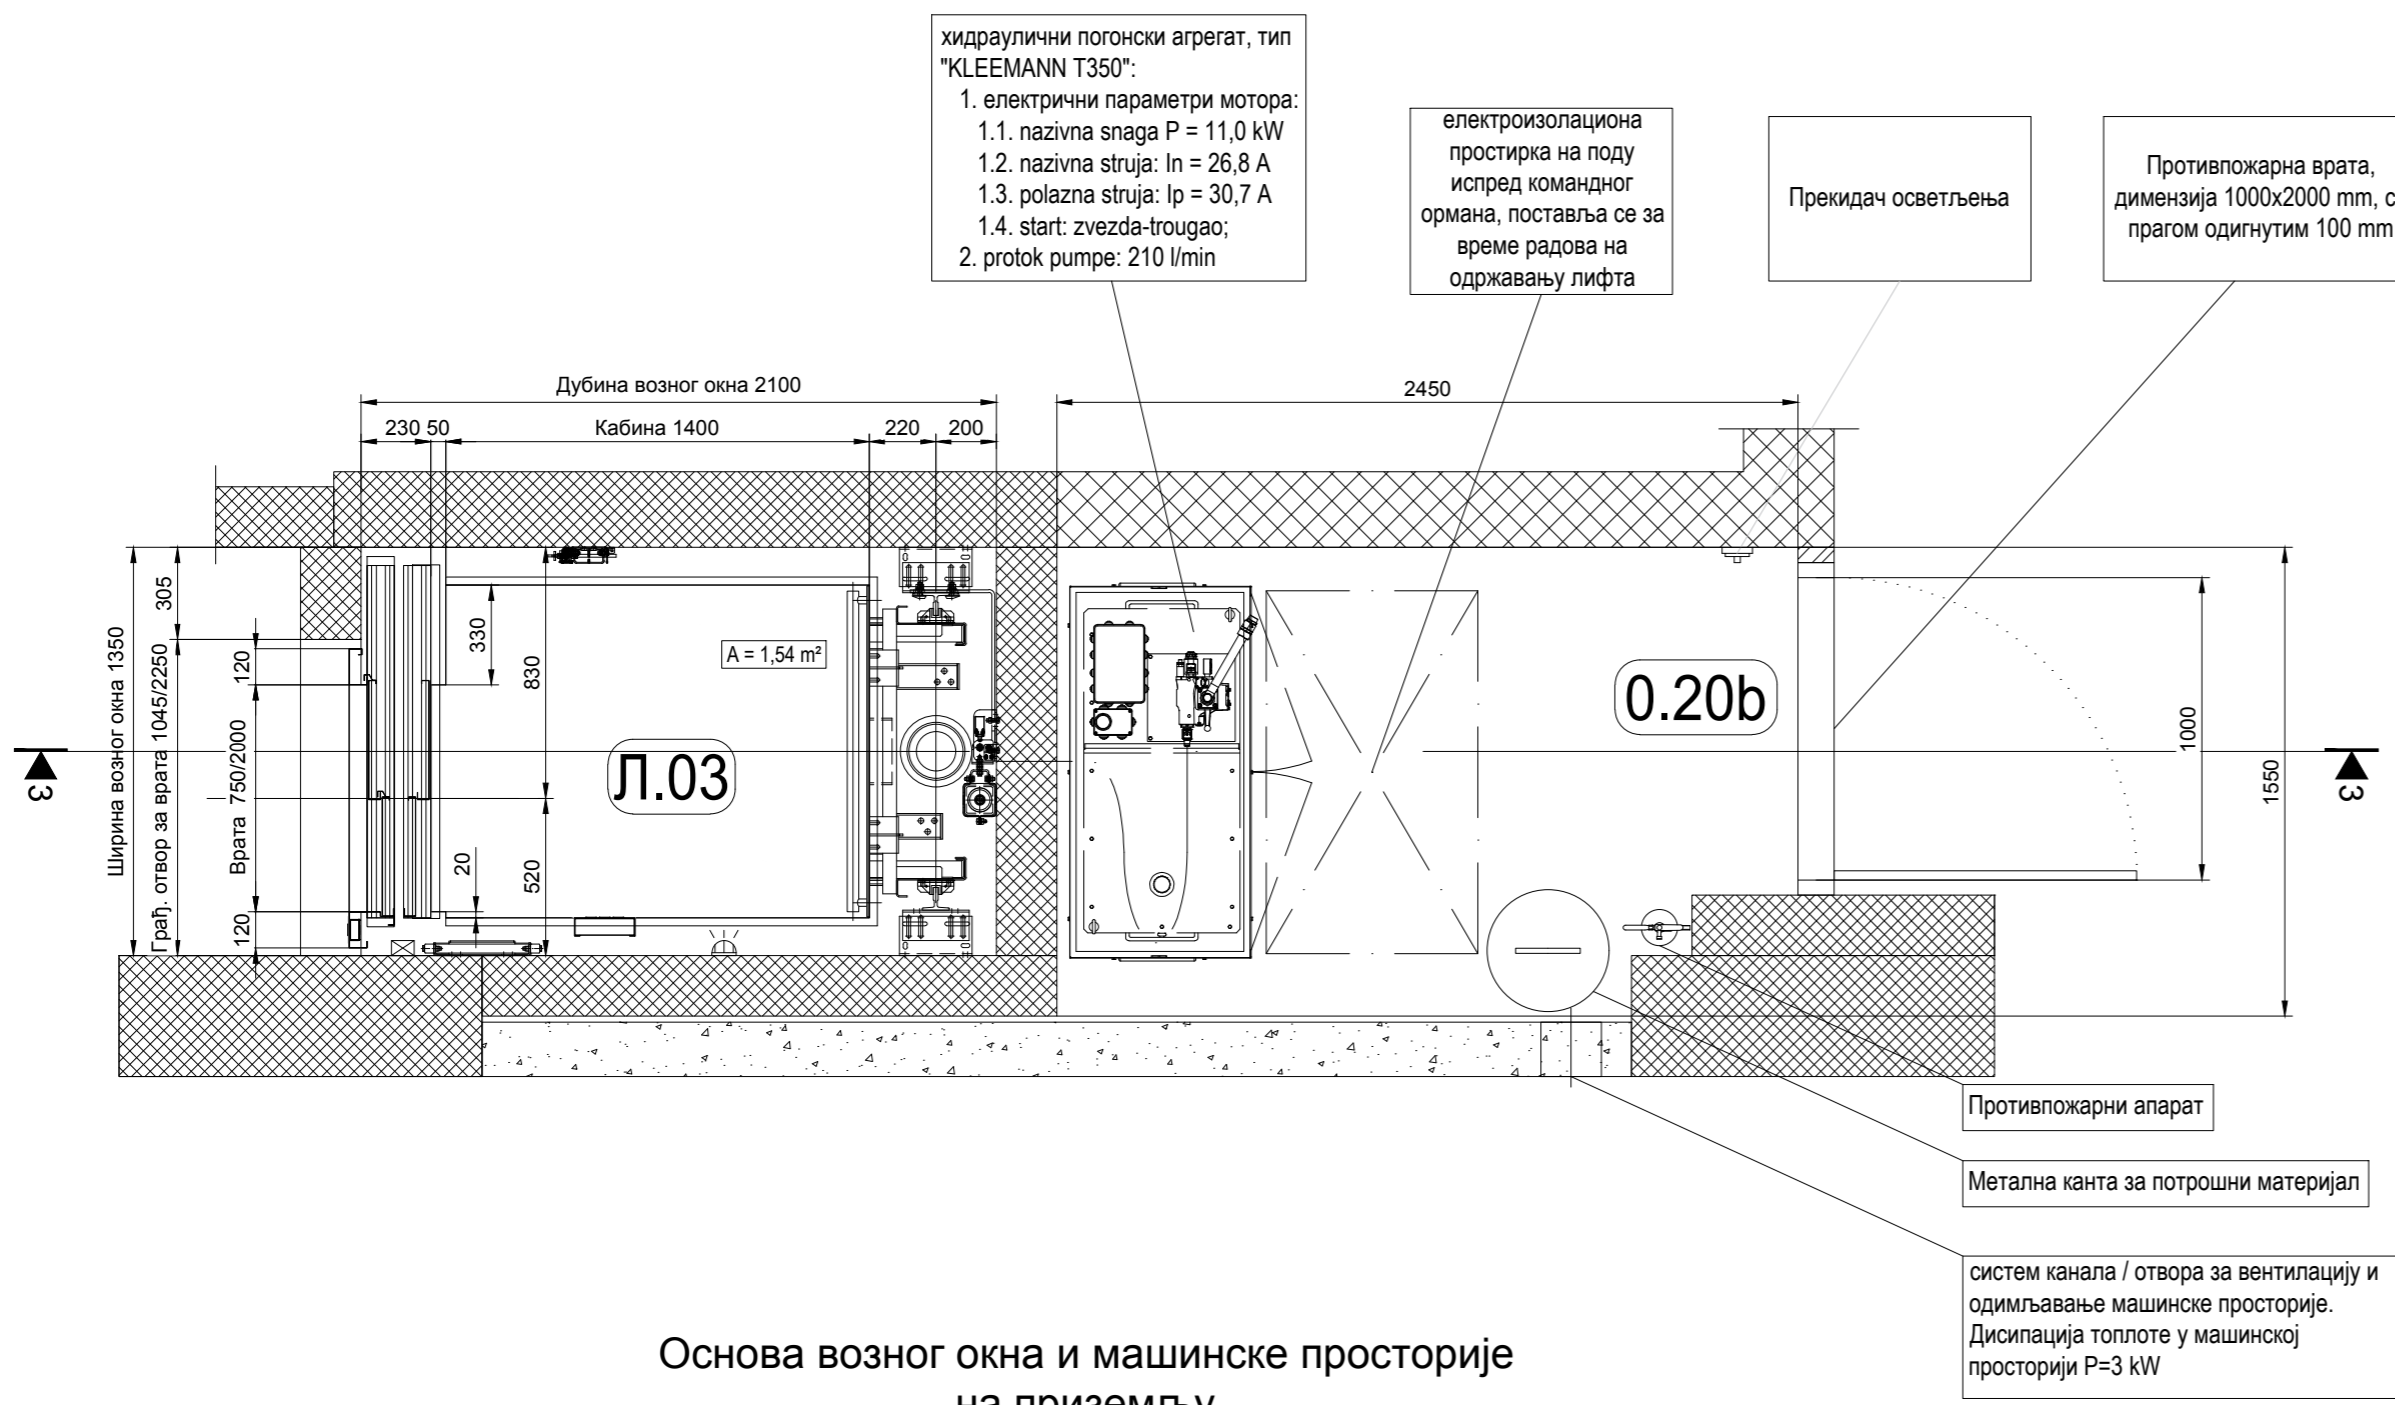 хидраулични погонски агрегат, тип
"KLEEMANN T350":
1. електрични параметри мотора:
1.1. nazivna snaga P = 11,0 kW
1.2. nazivna struja: In = 26,8 A
1.3. polazna struja: Ip = 30,7 A
1.4. start: zvezda-trougao;
2. protok pumpe: 210 l/min
електроизолациона
простирка на поду
испред командног
ормана, поставља се за
време радова на
одржавању лифта
Прекидач осветљења
Противпожарна врата,
димензија 1000x2000 mm, с
прагом одигнутим 100 mm
Дубина возног окна 2100
2450
230 50
Кабина 1400
220
200
Ширина возног окна 1350
305
Грађ. отвор за врата 1045/2250
120
Врата 750/2000
120
330
830
520
20
A = 1,54 m²
Л.03
0.20b
1000
1550
3
3
Противпожарни апарат
Метална канта за потрошни материјал
систем канала / отвора за вентилацију и
одимљавање машинске просторије.
Дисипација топлоте у машинској
просторији P=3 kW
Основа возног окна и машинске просторије
на приземљу